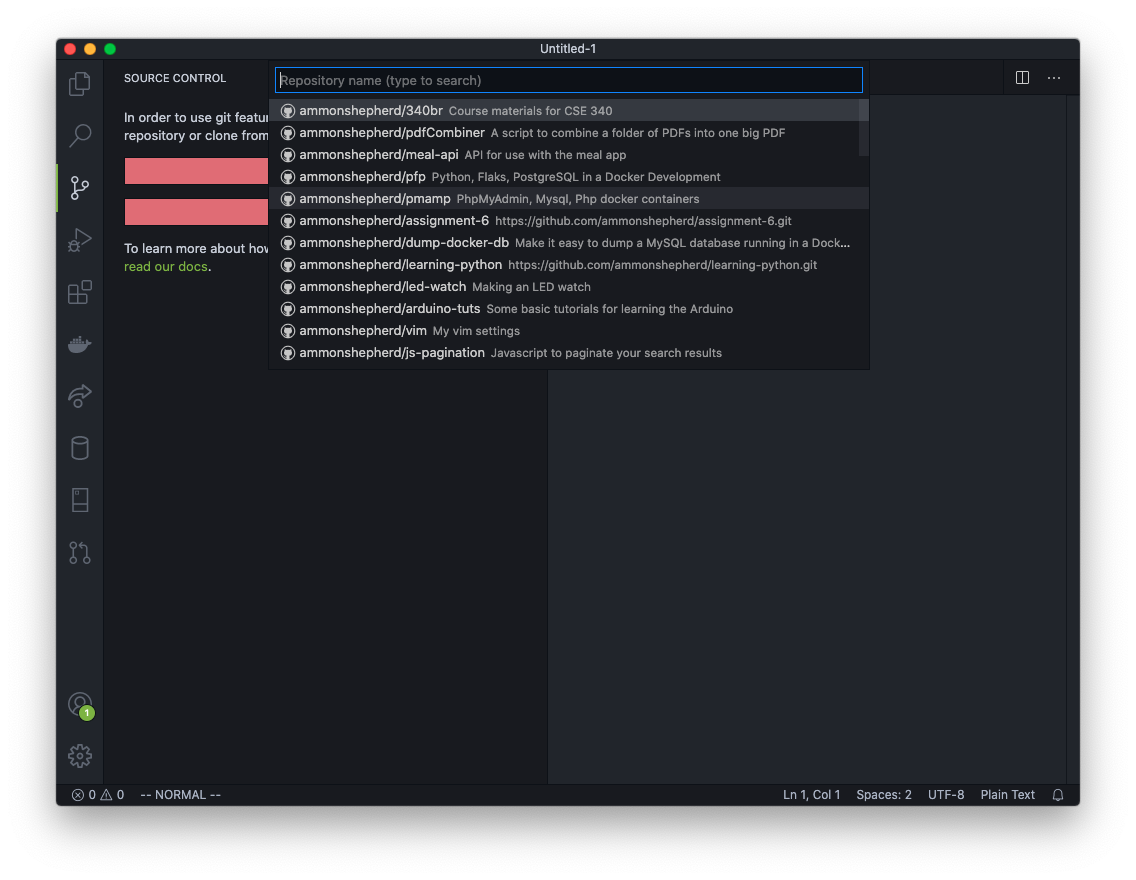 Untitled-1
SOURCE CONTROL
Repository name (type to search)
In order to use git featur
repository or clone from
To learn more about how
read our docs.
ammonshepherd/340br Course materials for CSE 340
ammonshepherd/pdfCombiner A script to combine a folder of PDFs into one big PDF
ammonshepherd/meal-api API for use with the meal app
ammonshepherd/pfp Python, Flaks, PostgreSQL in a Docker Development
ammonshepherd/pmamp PhpMyAdmin, Mysql, Php docker containers
ammonshepherd/assignment-6 https://github.com/ammonshepherd/assignment-6.git
ammonshepherd/dump-docker-db Make it easy to dump a MySQL database running in a Dock...
ammonshepherd/learning-python https://github.com/ammonshepherd/learning-python.git
ammonshepherd/led-watch Making an LED watch
ammonshepherd/arduino-tuts Some basic tutorials for learning the Arduino
ammonshepherd/vim My vim settings
ammonshepherd/js-pagination Javascript to paginate your search results
1
0 0 -- NORMAL -- Ln 1, Col 1 Spaces: 2 UTF-8 Plain Text